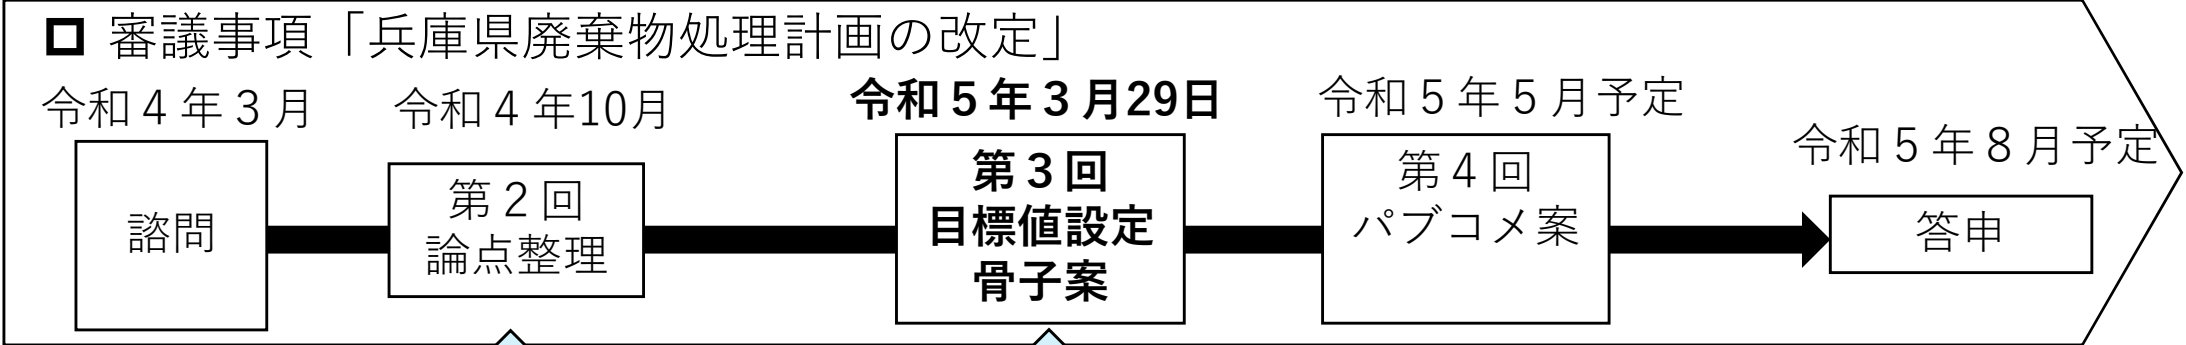 審議事項「兵庫県廃棄物処理計画の改定」
令和４年３月
令和４年10月
令和５年３月29日
令和５年５月予定
令和５年８月予定
諮問
第２回
論点整理
第３回
目標値設定
骨子案
第４回
パブコメ案
答申